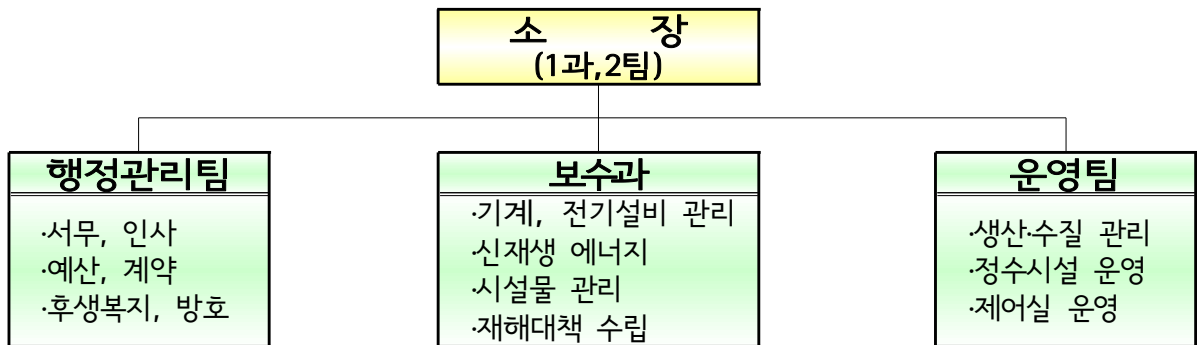 소 장
(1과,2팀)
행정관리팀
·서무, 인사
·예산, 계약
·후생복지, 방호
보수과
·기계, 전기설비 관리
·신재생 에너지
·시설물 관리
·재해대책 수립
운영팀
·생산·수질 관리
·정수시설 운영
·제어실 운영